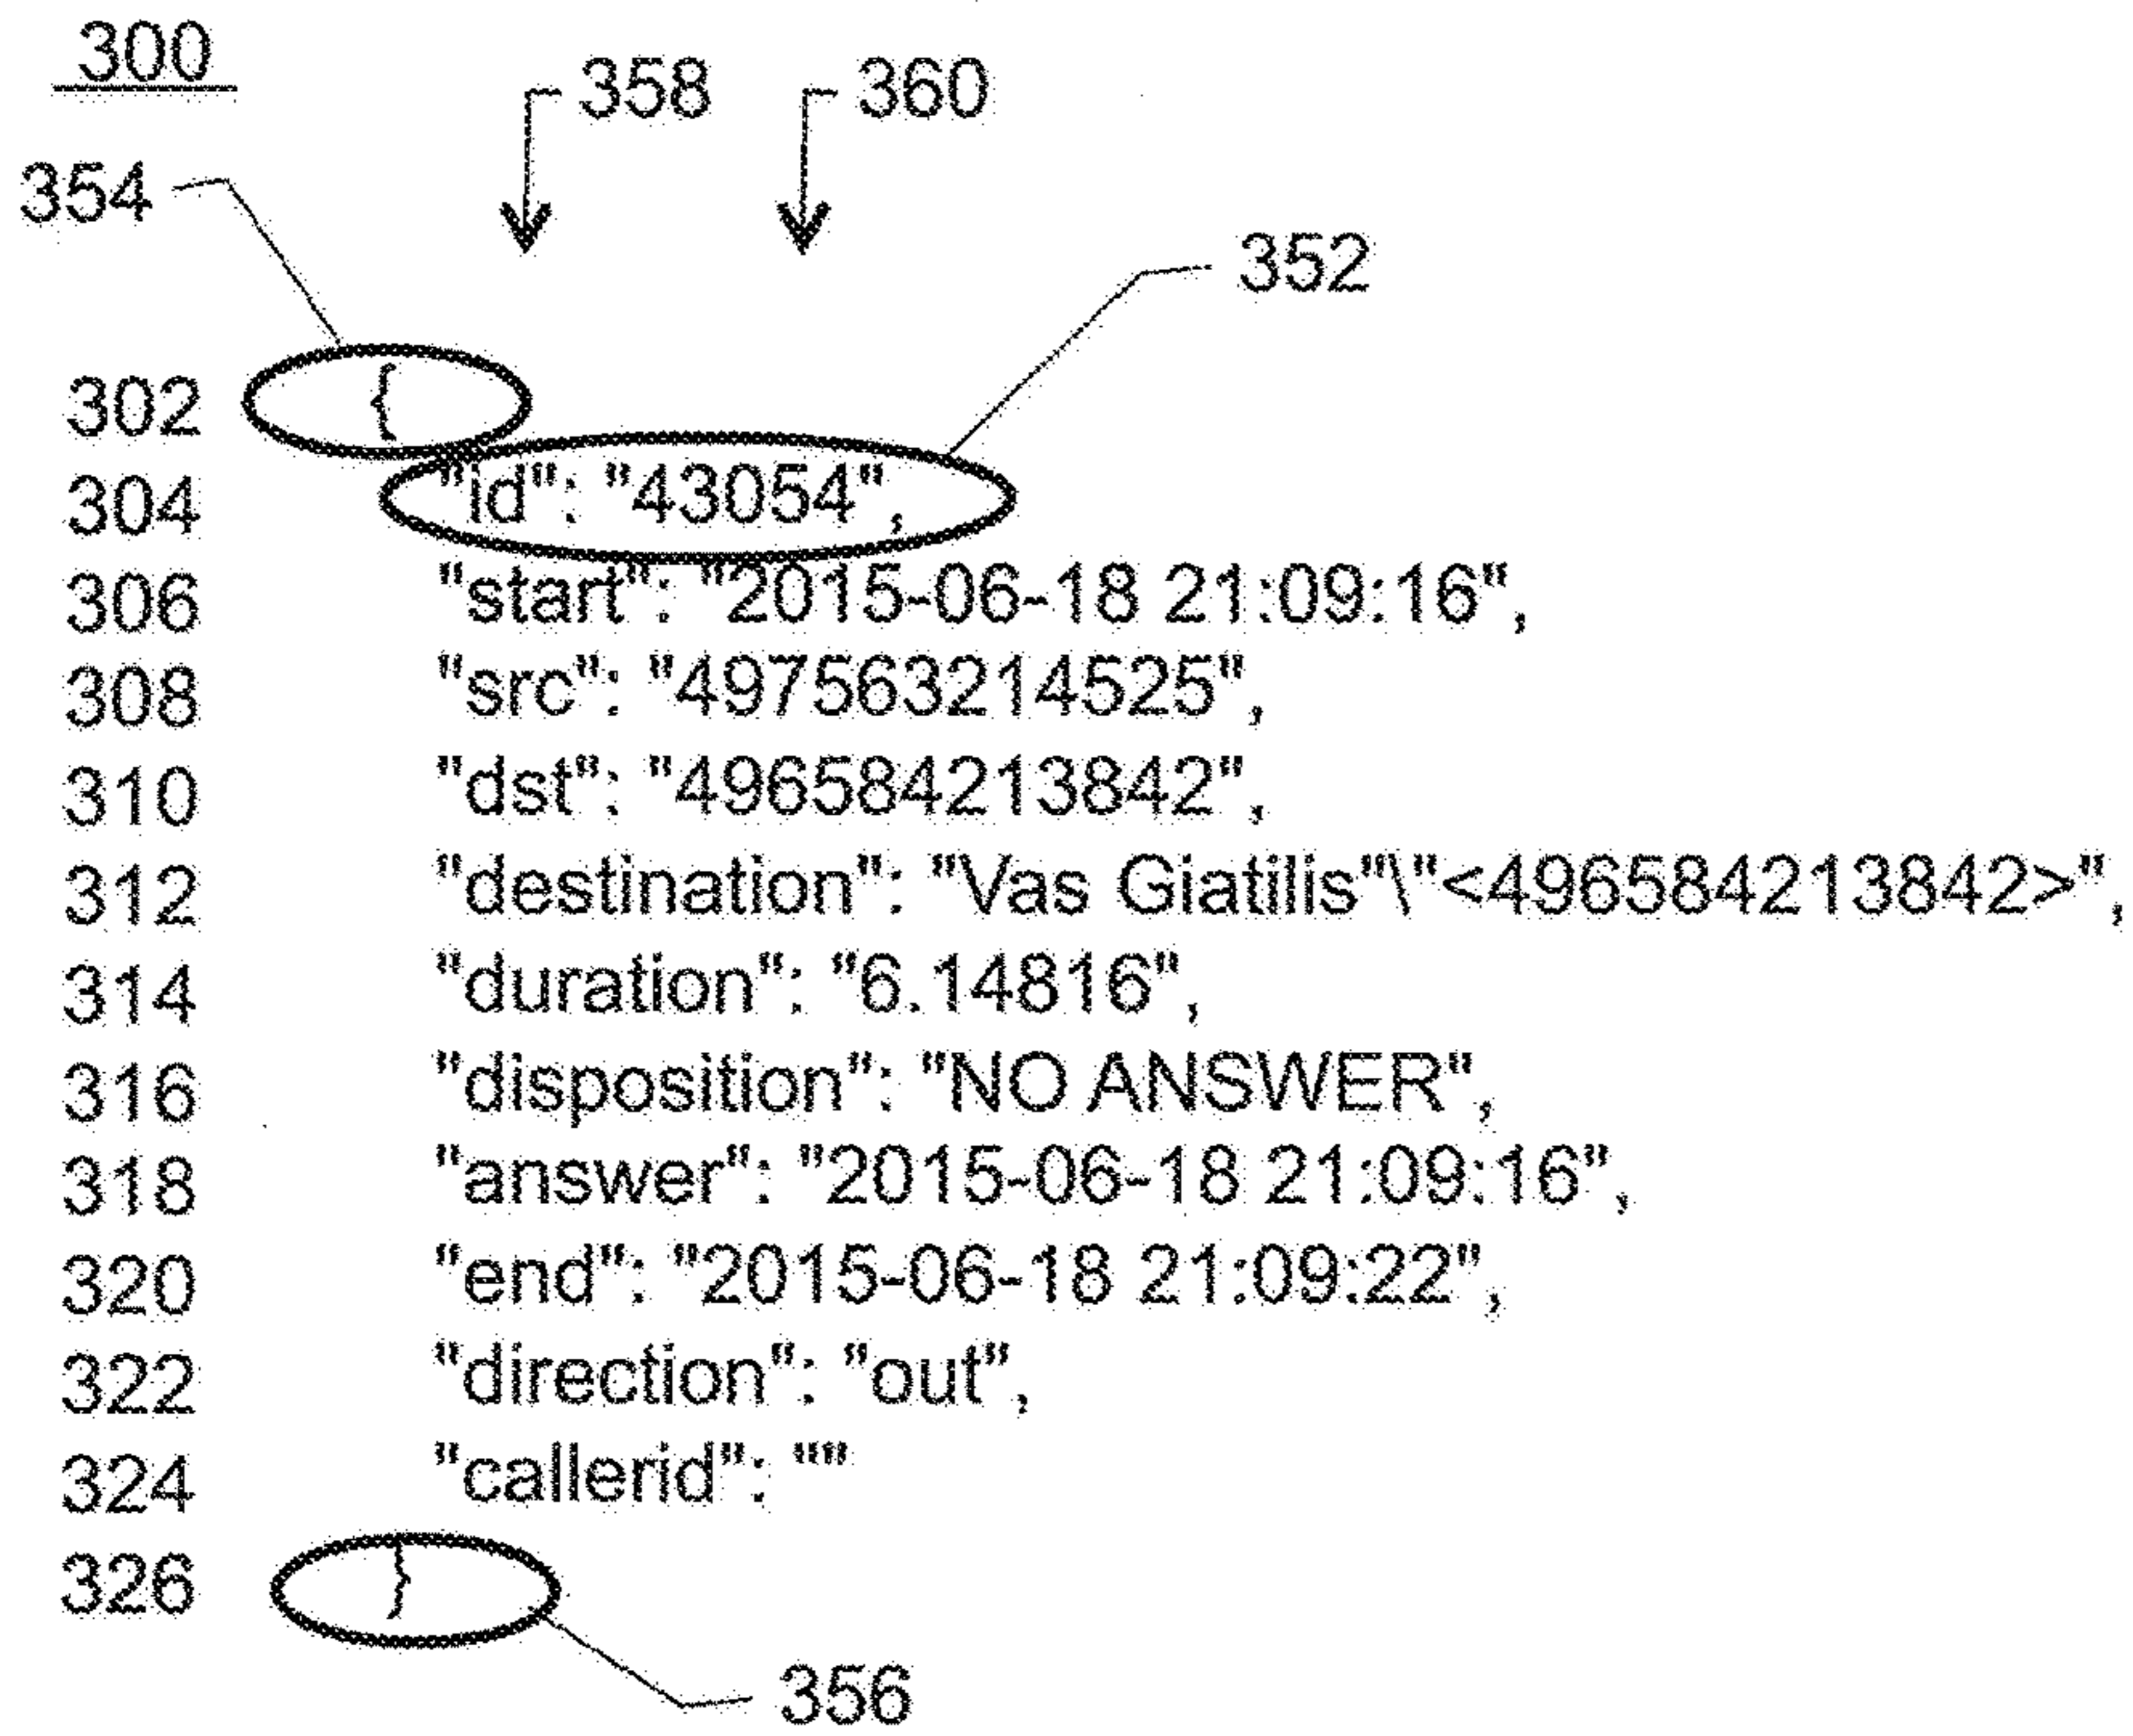 300
358 360
354
352
302 {
304 "id": "43054",
306 "start": "2015-06-18 21:09:16",
308 "src": "497563214525",
310 "dst": "496584213842",
312 "destination": "Vas Giatilis"\"<496584213842>",
314 "duration": "6.14816",
316 "disposition": "NO ANSWER",
318 "answer": "2015-06-18 21:09:16",
320 "end": "2015-06-18 21:09:22",
322 "direction": "out",
324 "callerid": ""
326 }
356